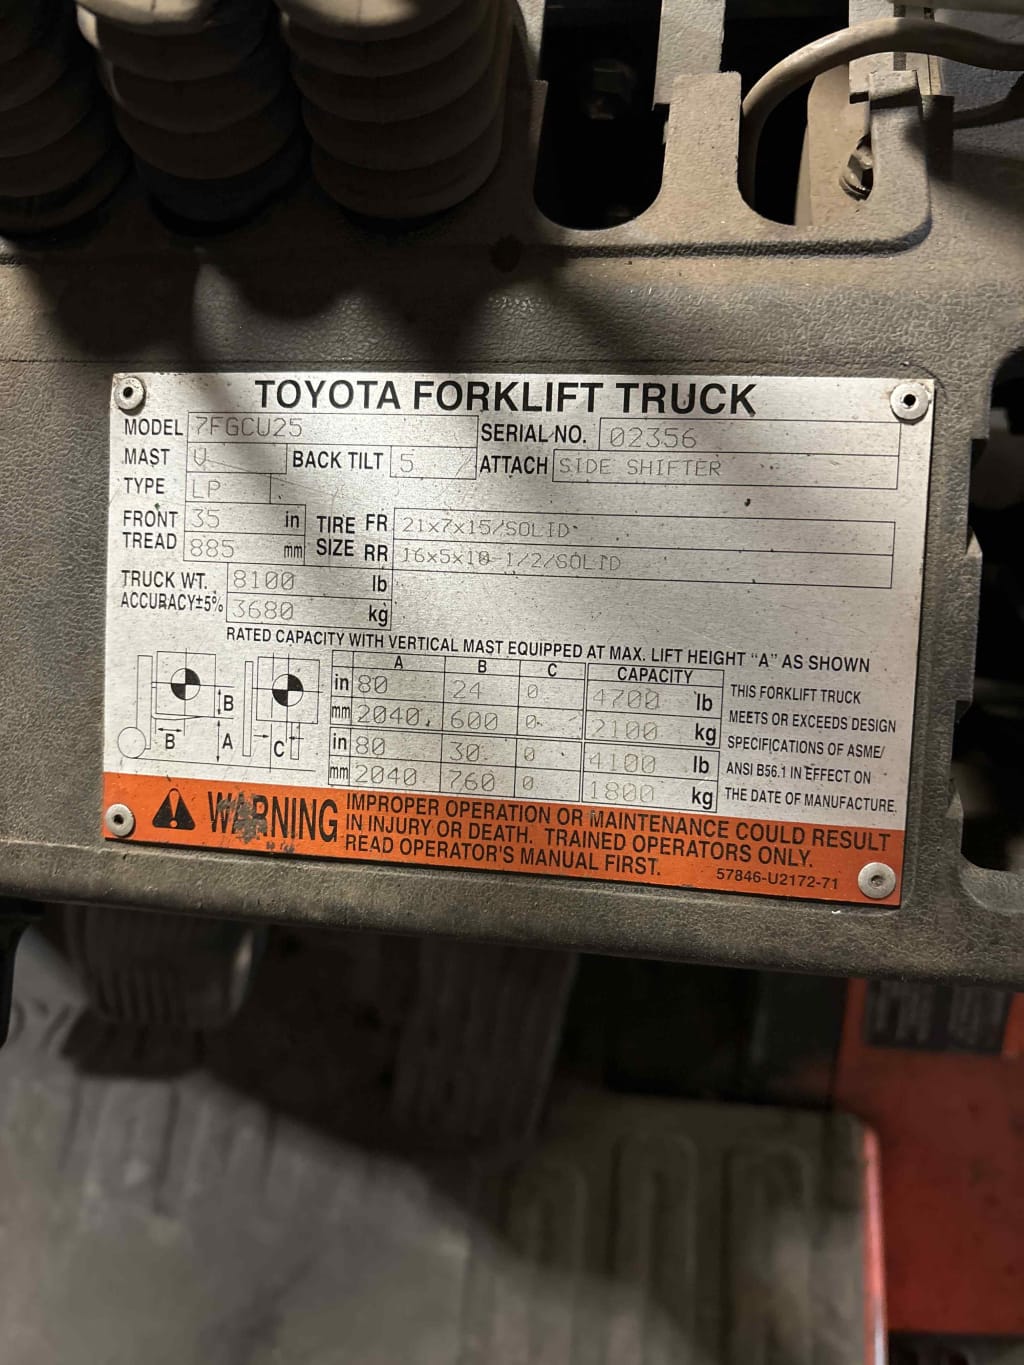 TOYOTA FORKLIFT TRUCK
MODEL 7FGCU25 SERIAL NO. 02356
MAST V BACK TILT 5 ATTACH SIDE SHIFTER
TYPE LP
FRONT TREAD 35 in TIRE SIZE FR 21x7x15/SOLID
885 mm RR 16x5x10-1/2/SOLID
TRUCK WT. 8100 lb
ACCURACY±5% 3680 kg
RATED CAPACITY WITH VERTICAL MAST EQUIPPED AT MAX. LIFT HEIGHT "A" AS SHOWN
A B C CAPACITY
in 80 24 0 4700 lb
mm 2040 600 0 2100 kg
in 80 30 0 4100 lb
mm 2040 760 0 1800 kg
B
B A C
THIS FORKLIFT TRUCK
MEETS OR EXCEEDS DESIGN
SPECIFICATIONS OF ASME/
ANSI B56.1 IN EFFECT ON
THE DATE OF MANUFACTURE.
WARNING
IMPROPER OPERATION OR MAINTENANCE COULD RESULT
IN INJURY OR DEATH. TRAINED OPERATORS ONLY.
READ OPERATOR'S MANUAL FIRST.
57846-U2172-71